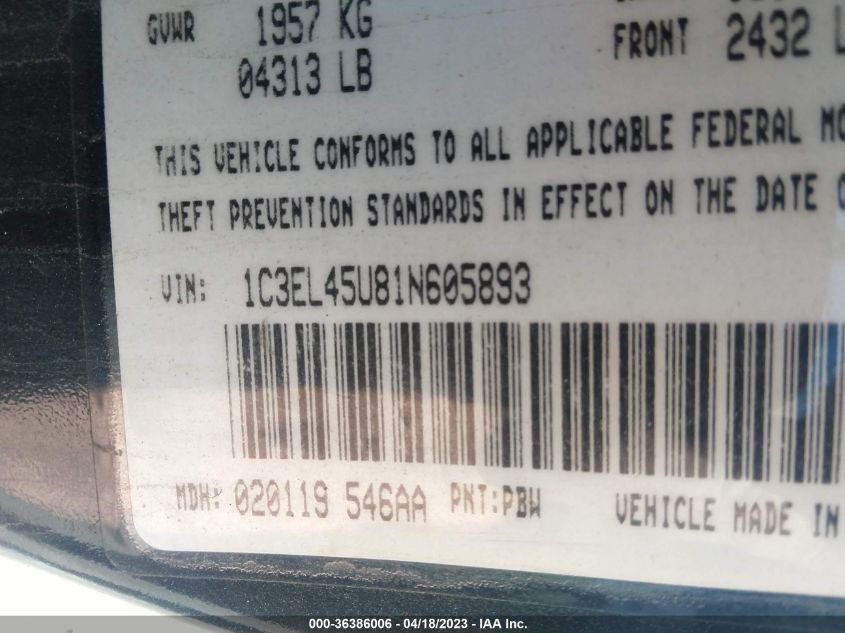 GVWR 1957 KG
04313 LB
FRONT 2432 L
THIS VEHICLE CONFORMS TO ALL APPLICABLE FEDERAL MO
THEFT PREVENTION STANDARDS IN EFFECT ON THE DATE O
VIN: 1C3EL45U81N605893
MDH: 020119 546AA PNT:PBW VEHICLE MADE IN
000-36386006 - 04/18/2023 - IAA Inc.